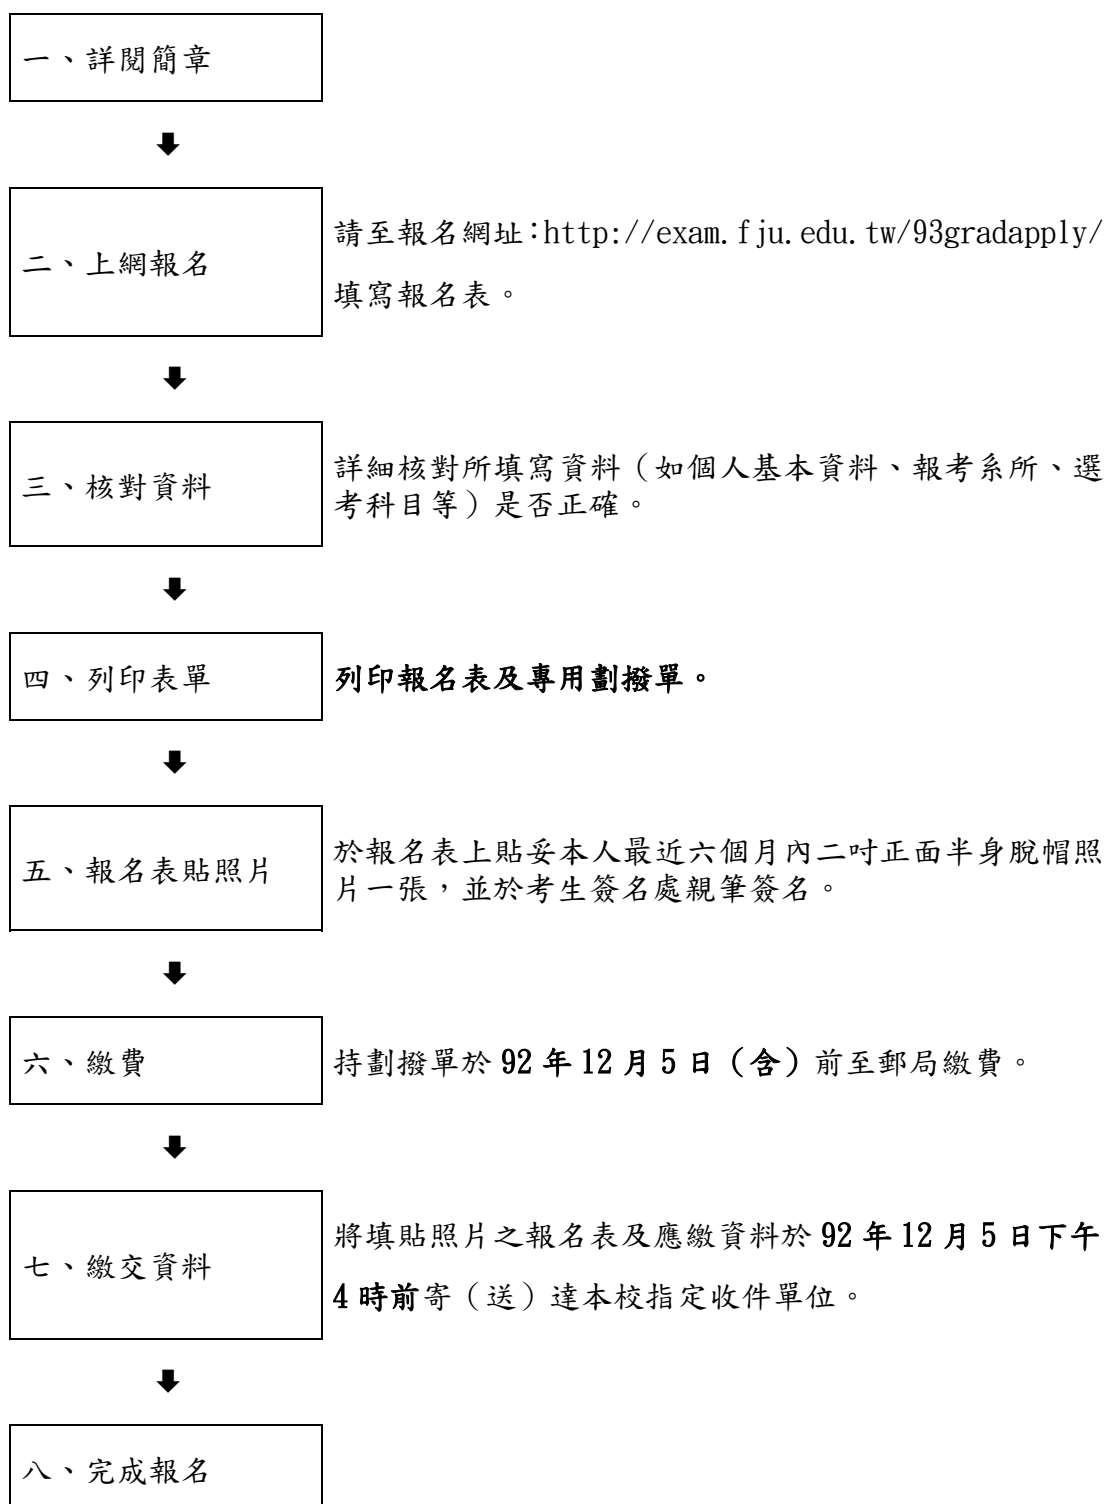 一、詳閱簡章
二、上網報名
請至報名網址:http://exam.fju.edu.tw/93gradapply/
填寫報名表。
三、核對資料
詳細核對所填寫資料（如個人基本資料、報考系所、選
考科目等）是否正確。
四、列印表單
列印報名表及專用劃撥單。
五、報名表貼照片
於報名表上貼妥本人最近六個月內二吋正面半身脫帽照
片一張，並於考生簽名處親筆簽名。
六、繳費
持劃撥單於 92 年 12 月 5 日（含）前至郵局繳費。
七、繳交資料
將填貼照片之報名表及應繳資料於 92 年 12 月 5 日下午
4 時前寄（送）達本校指定收件單位。
八、完成報名